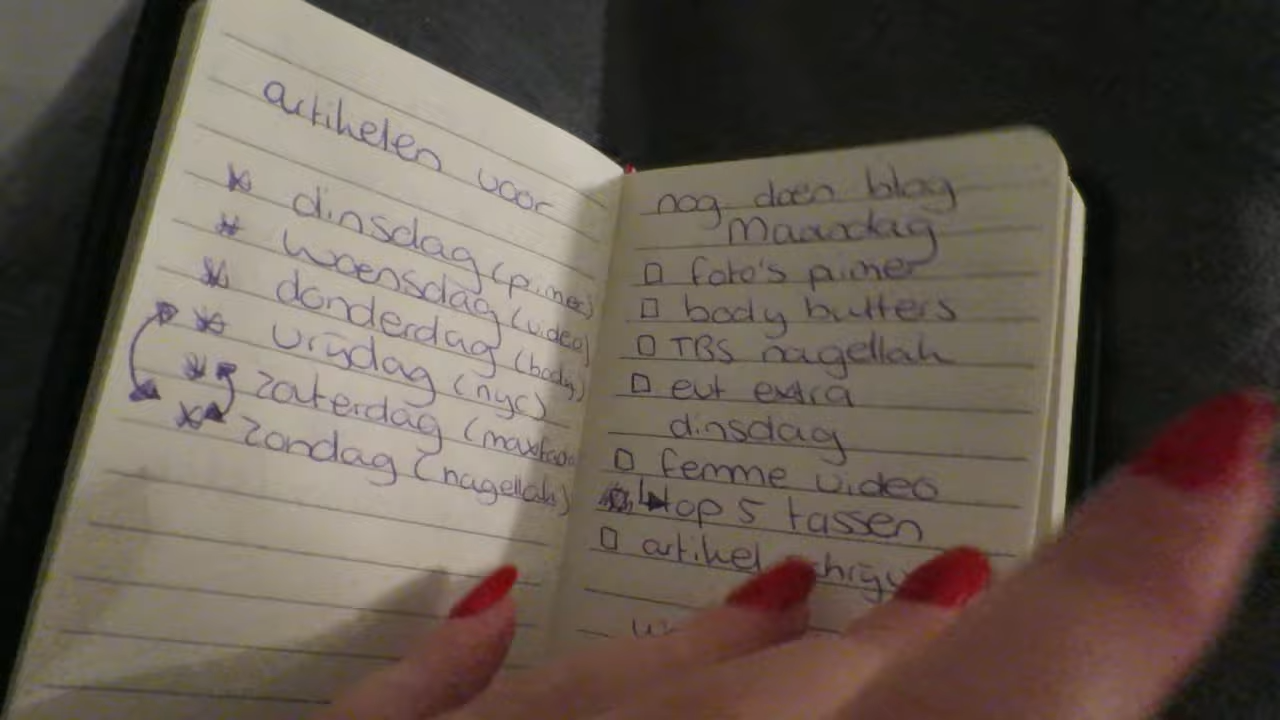 artikelen voor
dinsdag (primer)
woensdag (video)
donderdag (body)
vrijdag (nyc)
zaterdag (maxfac
zondag (nagellak)
nog doen blog
Maandag
foto's primer
body butters
TBS nagellak
evt extra
dinsdag
femme video
top 5 tassen
artikel